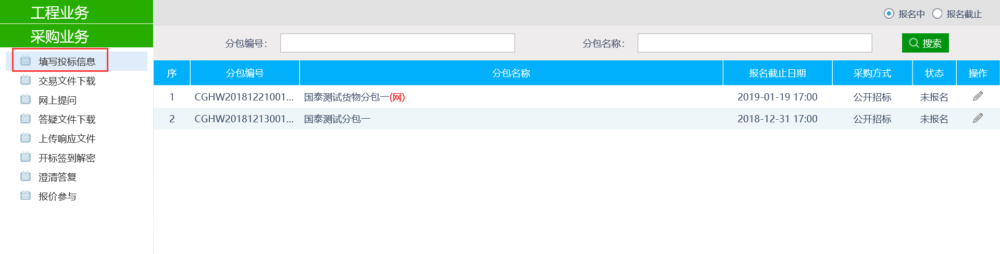 工程业务
采购业务
填写投标信息
交易文件下载
网上提问
答疑文件下载
上传响应文件
开标签到解密
澄清答复
报价参与
报名中 报名截止
分包编号： 分包名称： 搜索
序 分包编号 分包名称 报名截止日期 采购方式 状态 操作
1 CGHW20181221001... 国泰测试货物分包一(网) 2019-01-19 17:00 公开招标 未报名
2 CGHW20181213001... 国泰测试分包一 2018-12-31 17:00 公开招标 未报名